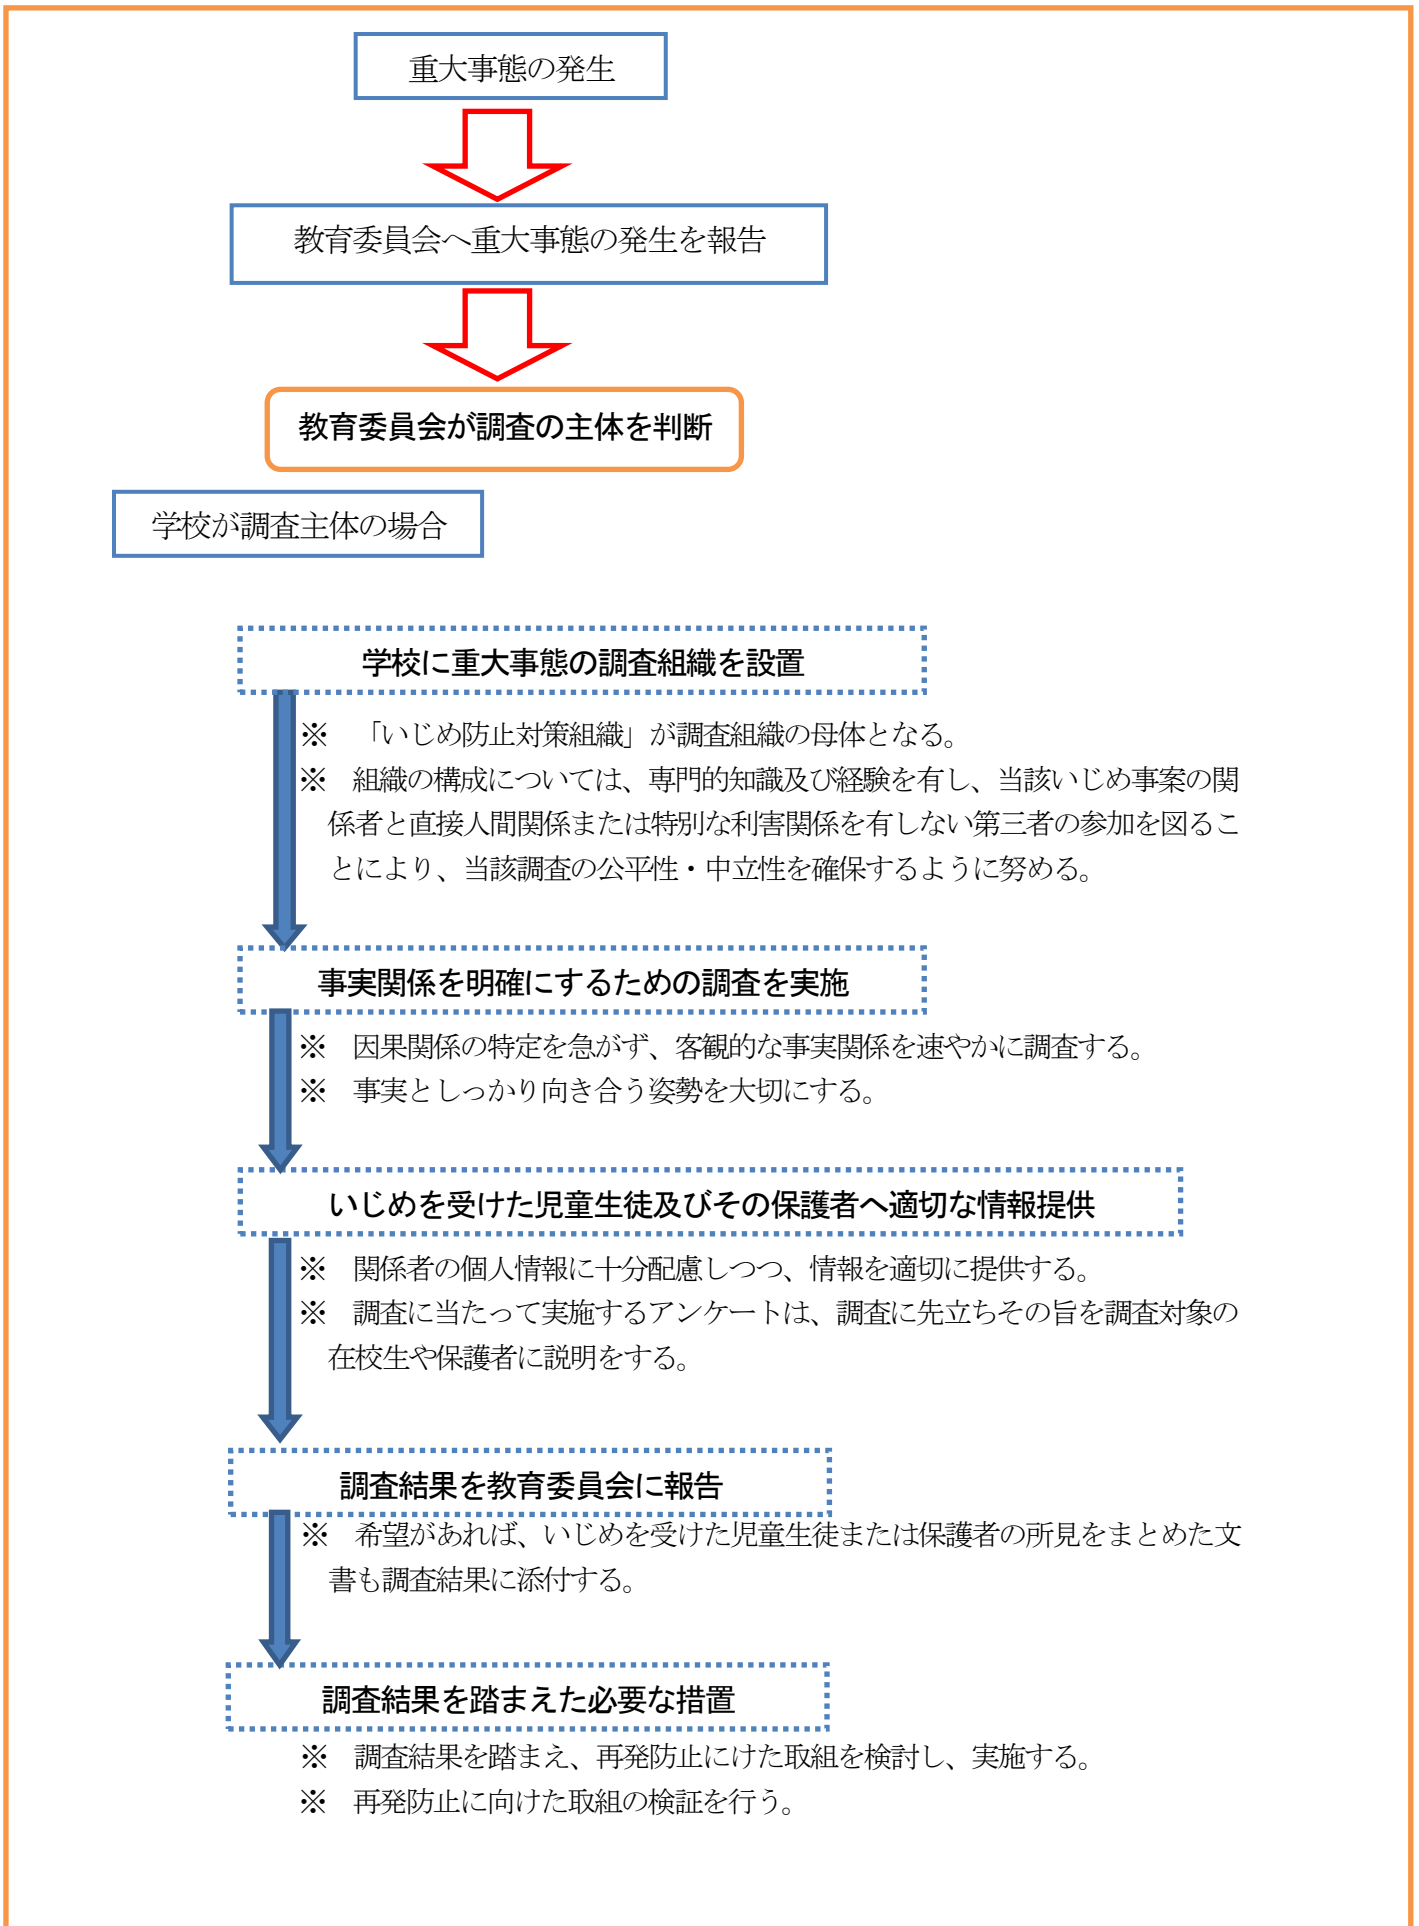 重大事態の発生
教育委員会へ重大事態の発生を報告
教育委員会が調査の主体を判断
学校が調査主体の場合
学校に重大事態の調査組織を設置
※　「いじめ防止対策組織」が調査組織の母体となる。
※　組織の構成については、専門的知識及び経験を有し、当該いじめ事案の関
係者と直接人間関係または特別な利害関係を有しない第三者の参加を図るこ
とにより、当該調査の公平性・中立性を確保するように努める。
事実関係を明確にするための調査を実施
※　因果関係の特定を急がず、客観的な事実関係を速やかに調査する。
※　事実としっかり向き合う姿勢を大切にする。
いじめを受けた児童生徒及びその保護者へ適切な情報提供
※　関係者の個人情報に十分配慮しつつ、情報を適切に提供する。
※　調査に当たって実施するアンケートは、調査に先立ちその旨を調査対象の
在校生や保護者に説明をする。
調査結果を教育委員会に報告
※　希望があれば、いじめを受けた児童生徒または保護者の所見をまとめた文
書も調査結果に添付する。
調査結果を踏まえた必要な措置
※　調査結果を踏まえ、再発防止にけた取組を検討し、実施する。
※　再発防止に向けた取組の検証を行う。